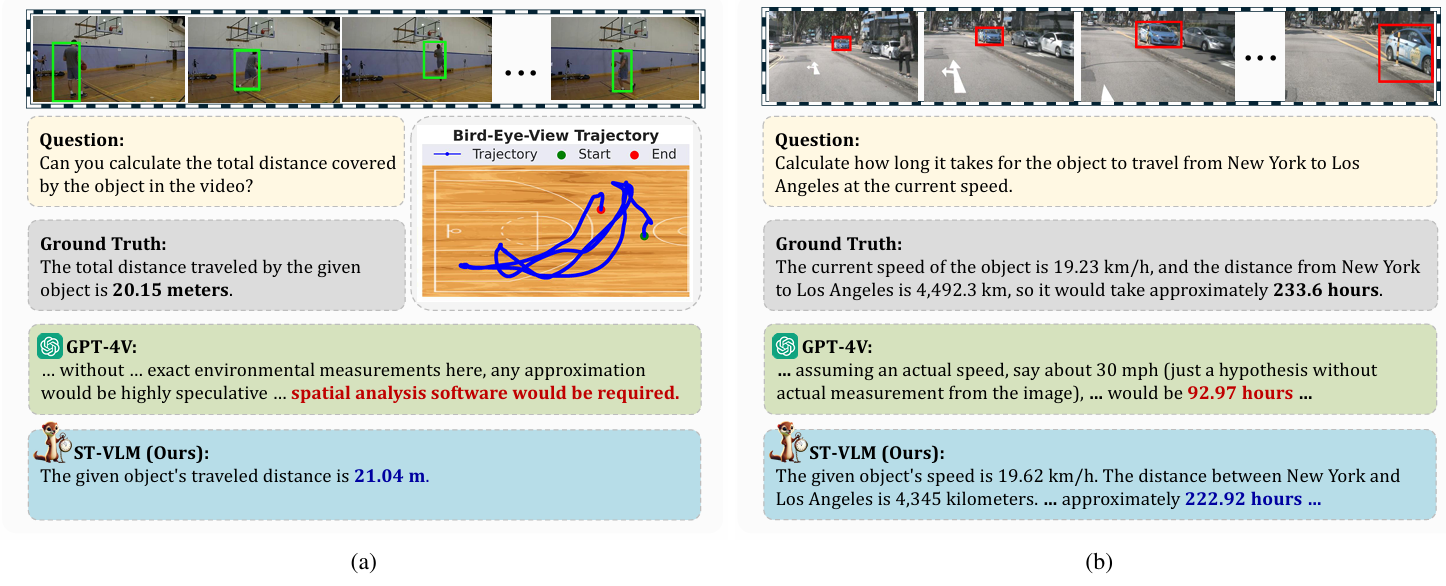 Question:
Can you calculate the total distance covered
by the object in the video?
Bird-Eye-View Trajectory
Trajectory Start End
Ground Truth:
The total distance traveled by the given
object is 20.15 meters.
GPT-4V:
... without ... exact environmental measurements here, any approximation
would be highly speculative ... spatial analysis software would be required.
ST-VLM (Ours):
The given object's traveled distance is 21.04 m.
(a)
Question:
Calculate how long it takes for the object to travel from New York to Los
Angeles at the current speed.
Ground Truth:
The current speed of the object is 19.23 km/h, and the distance from New York
to Los Angeles is 4,492.3 km, so it would take approximately 233.6 hours.
GPT-4V:
... assuming an actual speed, say about 30 mph (just a hypothesis without
actual measurement from the image), ... would be 92.97 hours ...
ST-VLM (Ours):
The given object's speed is 19.62 km/h. The distance between New York and
Los Angeles is 4,345 kilometers. ... approximately 222.92 hours ...
(b)